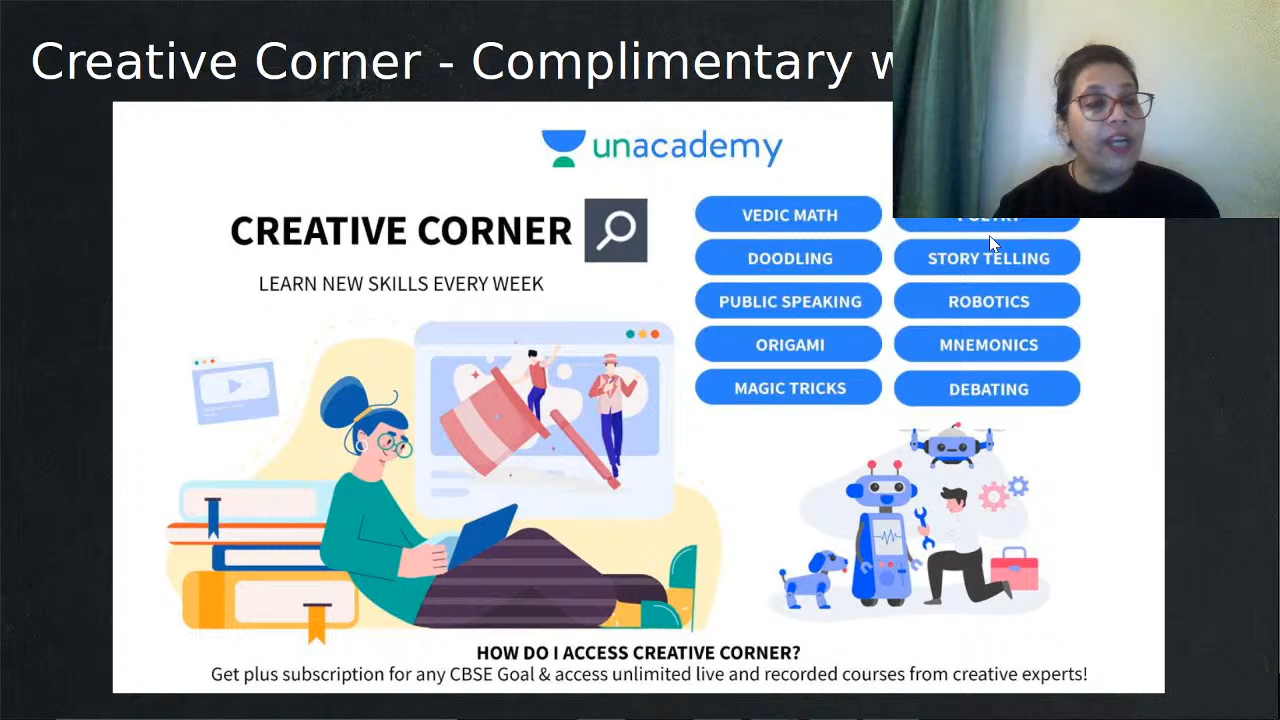 Creative Corner - Complimentary
unacademy
CREATIVE CORNER
LEARN NEW SKILLS EVERY WEEK
VEDIC MATH
DOODLING
STORY TELLING
PUBLIC SPEAKING
ROBOTICS
ORIGAMI
MNEMONICS
MAGIC TRICKS
DEBATING
HOW DO I ACCESS CREATIVE CORNER?
Get plus subscription for any CBSE Goal & access unlimited live and recorded courses from creative experts!